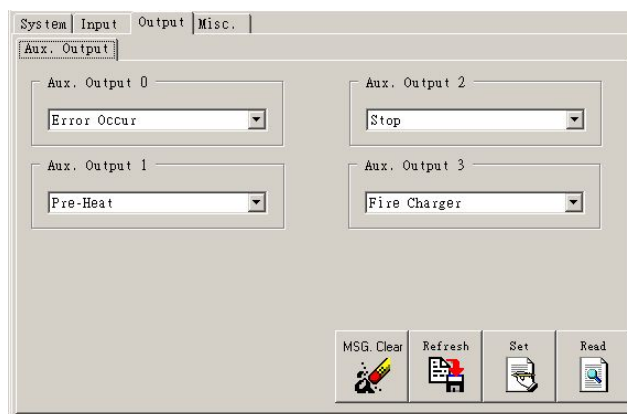 System Input Output Misc.
Aux. Output
Aux. Output 0
Error Occur
Aux. Output 2
Stop
Aux. Output 1
Pre-Heat
Aux. Output 3
Fire Charger
MSG. Clear Refresh Set Read